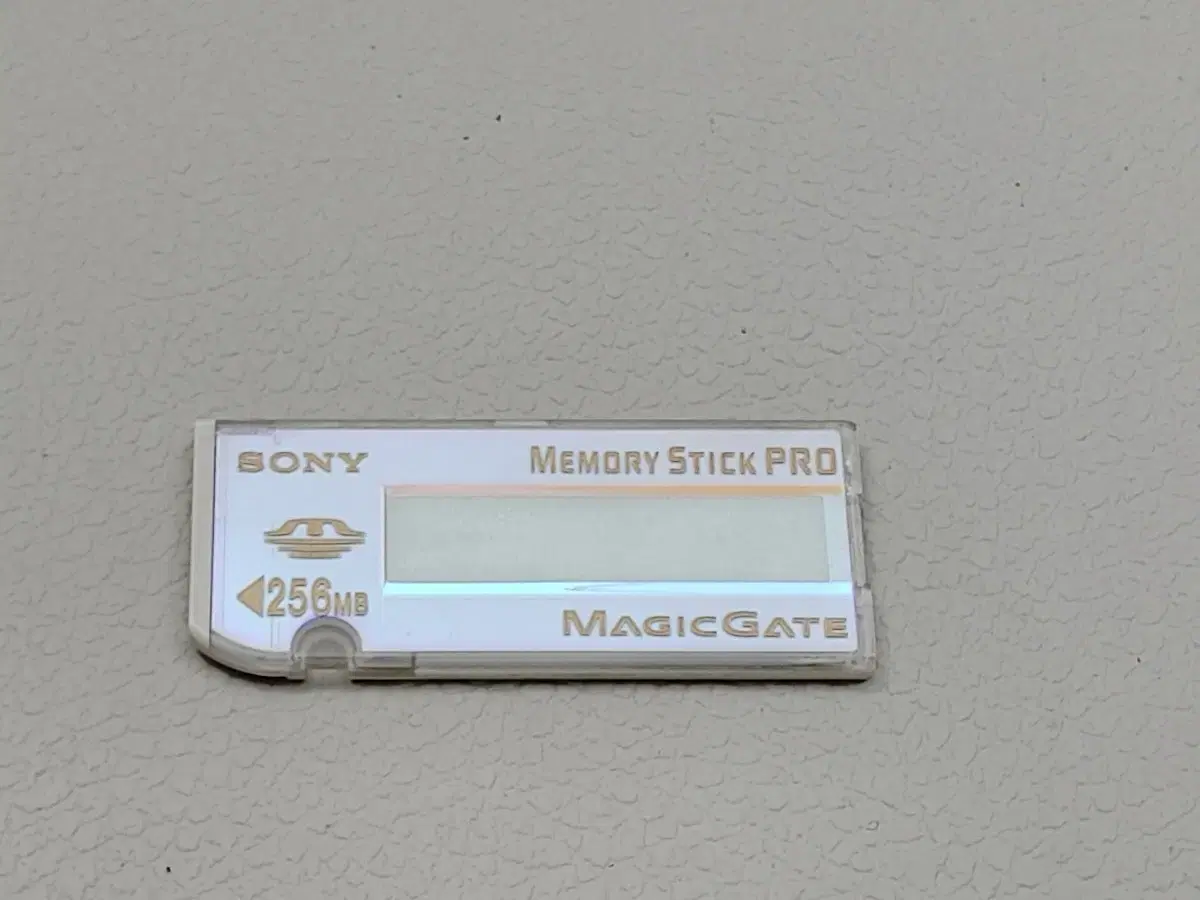 SONY
MEMORY STICK PRO
256MB
MAGICGATE